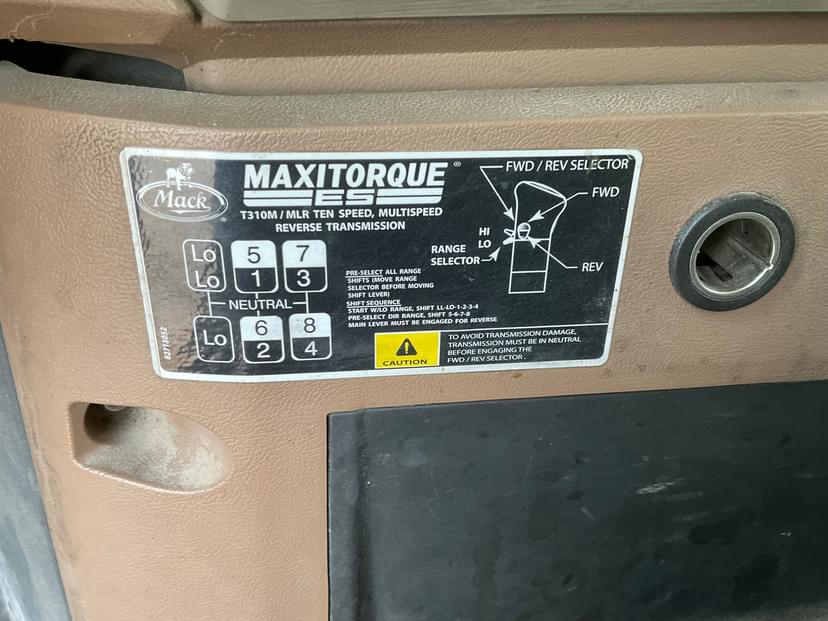 Mack
MAXITORQUE®
ES
T310M / MLR TEN SPEED, MULTISPEED
REVERSE TRANSMISSION
FWD / REV SELECTOR
FWD
HI
LO
RANGE
SELECTOR
REV
Lo 5 7
Lo 1 3
NEUTRAL
Lo 6 8
2 4
PRE-SELECT ALL RANGE
SHIFTS (MOVE RANGE
SELECTOR BEFORE MOVING
SHIFT LEVER)
SHIFT SEQUENCE
START W/LO RANGE, SHIFT LL-LO-1-2-3-4
PRE-SELECT DIR RANGE, SHIFT 5-6-7-8
MAIN LEVER MUST BE ENGAGED FOR REVERSE
CAUTION
TO AVOID TRANSMISSION DAMAGE,
TRANSMISSION MUST BE IN NEUTRAL
BEFORE ENGAGING THE
FWD / REV SELECTOR.